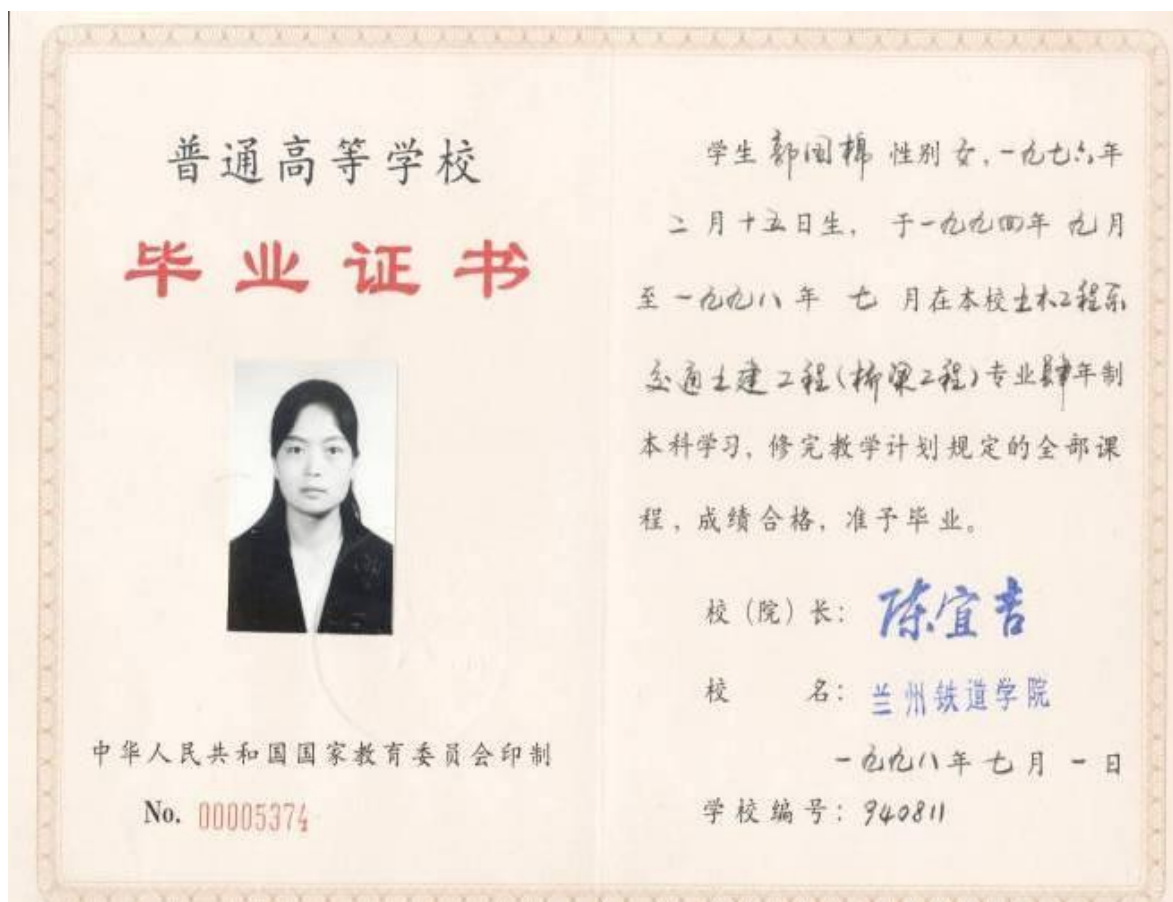 普通高等学校
毕业证书
中华人民共和国国家教育委员会印制
No. 00005374
学生 郭国棉 性别 女,一九七六年
二月十五日生, 于一九九四年 九月
至一九九八年 七 月在本校土木工程系
交通土建工程(桥梁工程)专业肆年制
本科学习, 修完教学计划规定的全部课
程, 成绩合格, 准予毕业。
校(院)长: 陈宜吉
校 名: 兰州铁道学院
一九九八年七月一日
学校编号: 940811